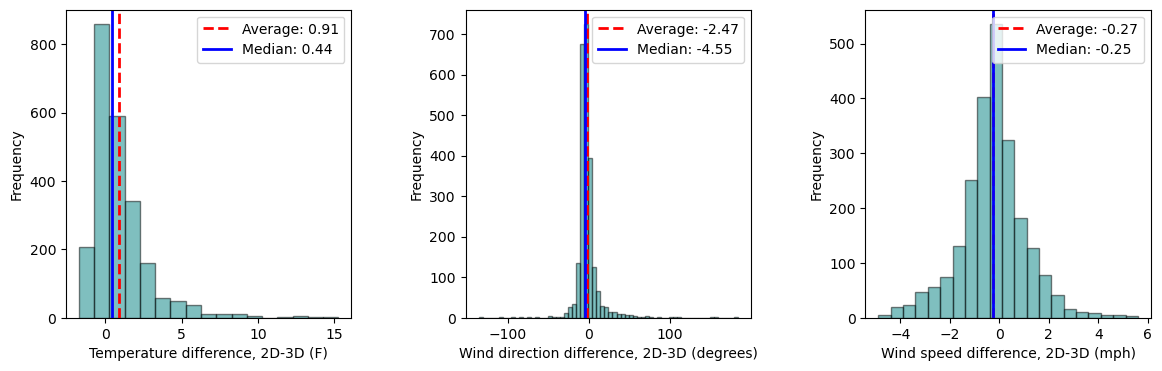 Frequency
800
600
400
200
0
0 5 10 15
Temperature difference, 2D-3D (F)
Average: 0.91
Median: 0.44
Frequency
700
600
500
400
300
200
100
0
−100 0 100
Wind direction difference, 2D-3D (degrees)
Average: -2.47
Median: -4.55
Frequency
500
400
300
200
100
0
−4 −2 0 2 4 6
Wind speed difference, 2D-3D (mph)
Average: -0.27
Median: -0.25